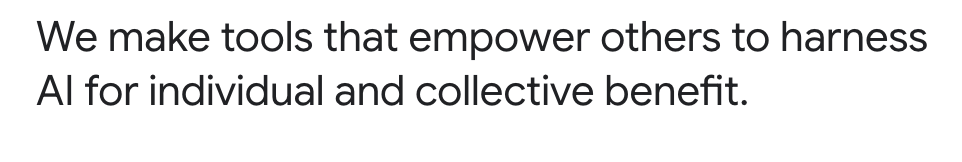 We make tools that empower others to harness
AI for individual and collective benefit.